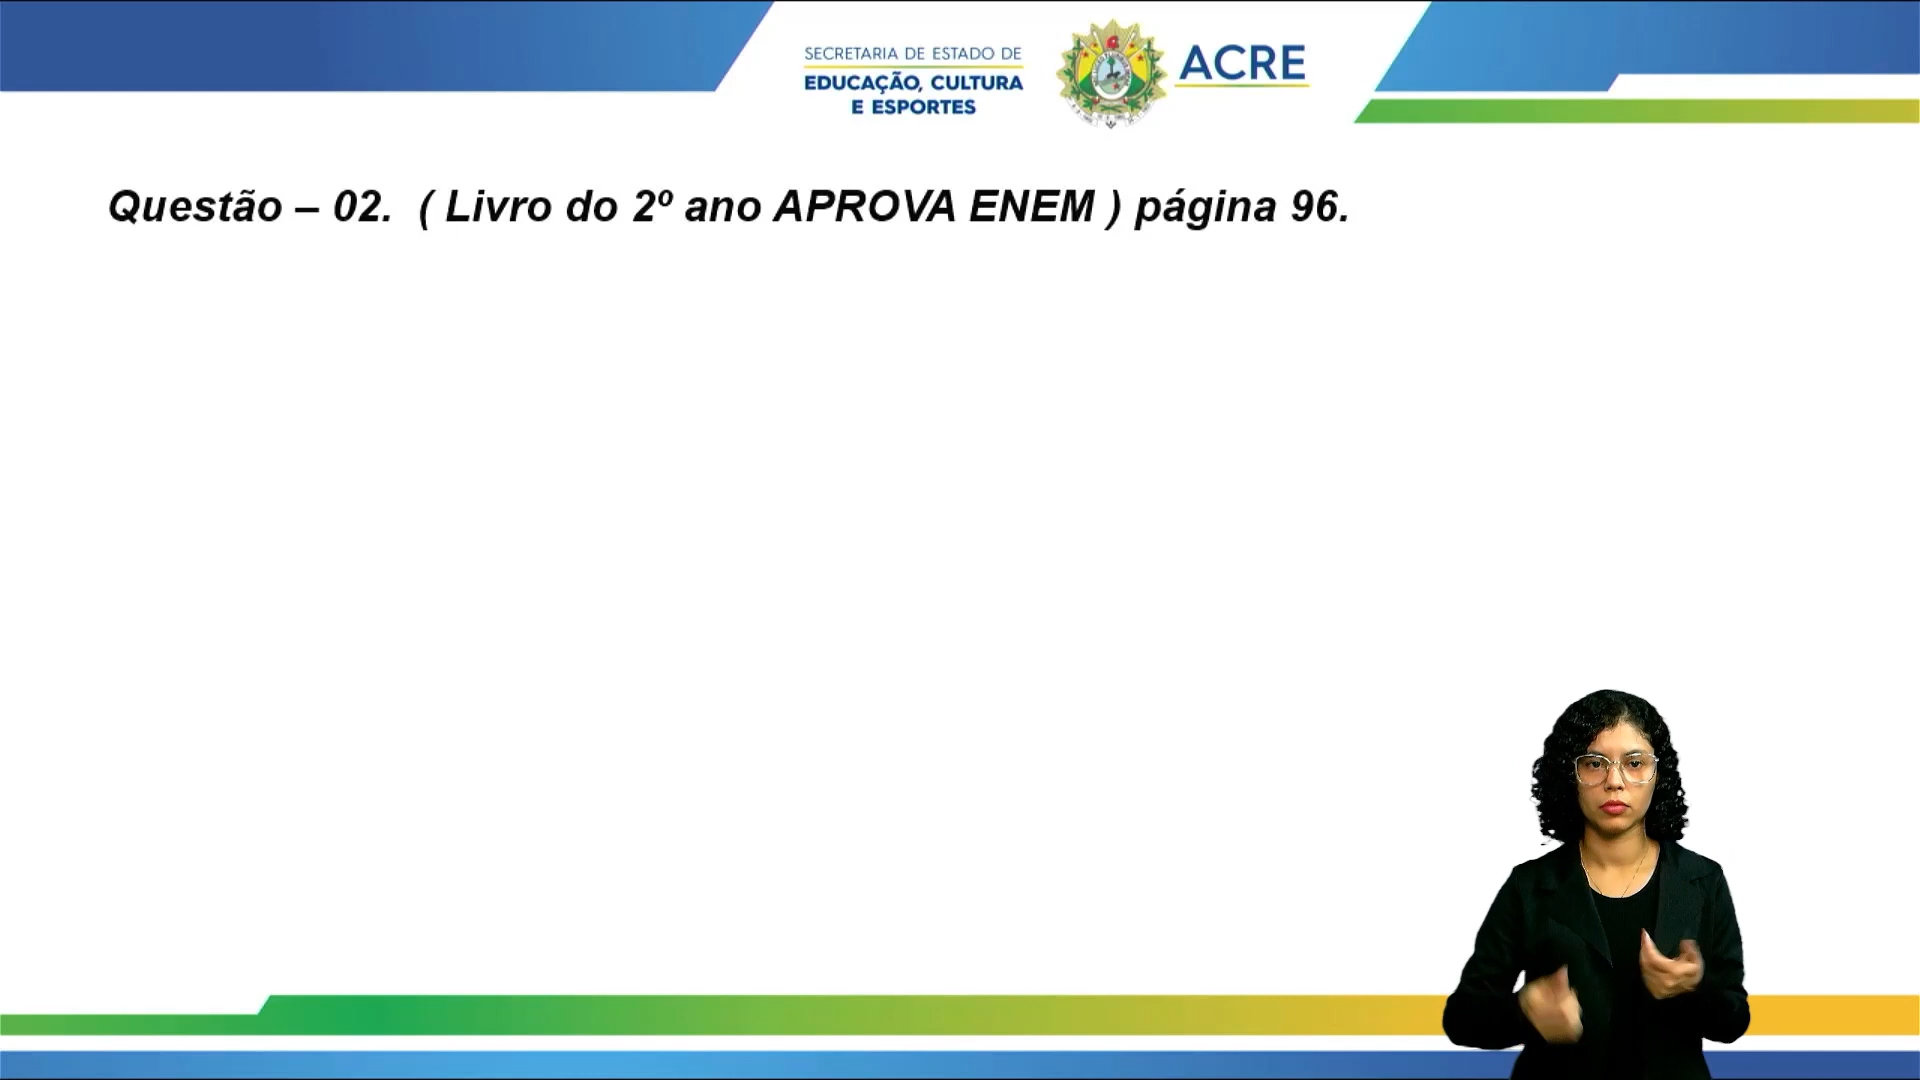 SECRETARIA DE ESTADO DE
EDUCAÇÃO, CULTURA
E ESPORTES
ACRE
Questão – 02. ( Livro do 2º ano APROVA ENEM ) página 96.